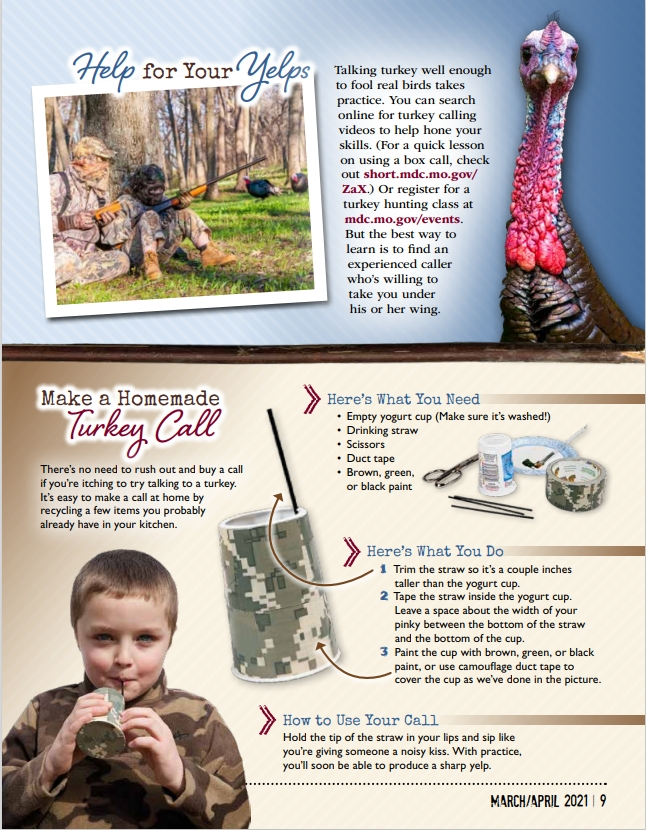 Help for Your Yelps
Talking turkey well enough
to fool real birds takes
practice. You can search
online for turkey calling
videos to help hone your
skills. (For a quick lesson
on using a box call, check
out short.mdc.mo.gov/
ZaX.) Or register for a
turkey hunting class at
mdc.mo.gov/events.
But the best way to
learn is to find an
experienced caller
who's willing to
take you under
his or her wing.
Make a Homemade
Turkey Call
There's no need to rush out and buy a call
if you're itching to try talking to a turkey.
It's easy to make a call at home by
recycling a few items you probably
already have in your kitchen.
Here's What You Need
• Empty yogurt cup (Make sure it's washed!)
• Drinking straw
• Scissors
• Duct tape
• Brown, green,
or black paint
Here's What You Do
1 Trim the straw so it's a couple inches
taller than the yogurt cup.
2 Tape the straw inside the yogurt cup.
Leave a space about the width of your
pinky between the bottom of the straw
and the bottom of the cup.
3 Paint the cup with brown, green, or black
paint, or use camouflage duct tape to
cover the cup as we've done in the picture.
How to Use Your Call
Hold the tip of the straw in your lips and sip like
you're giving someone a noisy kiss. With practice,
you'll soon be able to produce a sharp yelp.
MARCH/APRIL 2021 | 9